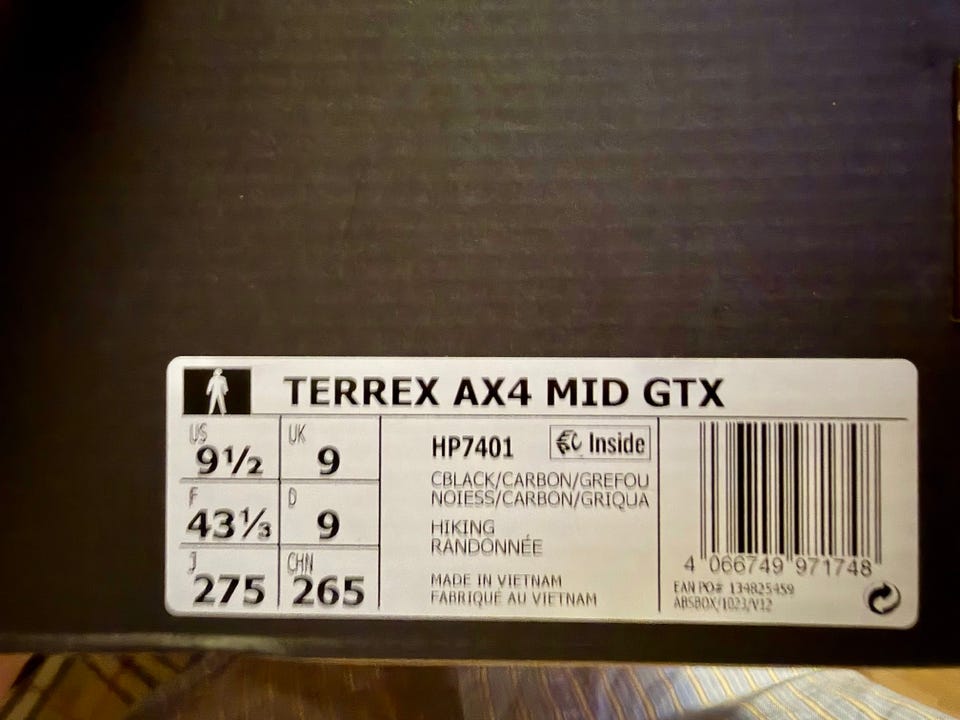 TERREX AX4 MID GTX
US
9½
UK
9
F
43⅓
D
9
J
275
CHN
265
HP7401
Inside
CBLACK/CARBON/GREFOU
NOIESS/CARBON/GRIQUA
HIKING
RANDONNÉE
MADE IN VIETNAM
FABRIQUÉ AU VIETNAM
4 066749 971748
EAN PO# 134825459
ABSBOX/1023/V12